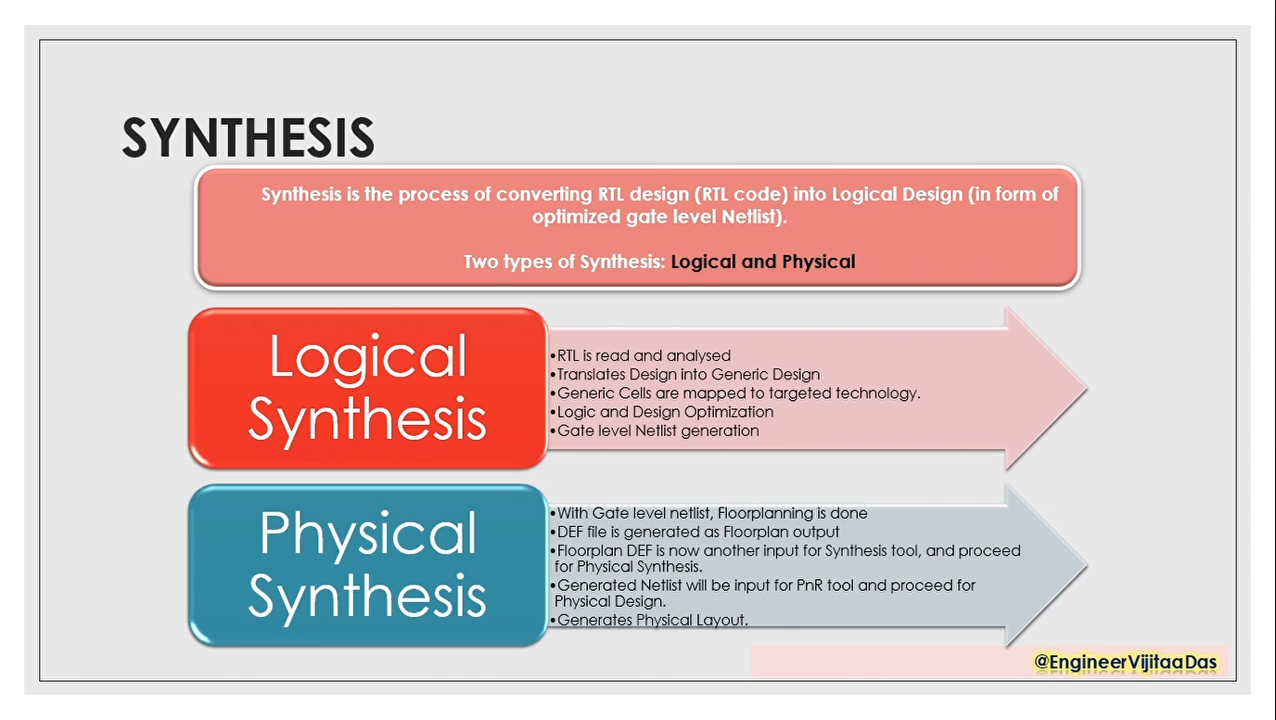 SYNTHESIS
Synthesis is the process of converting RTL design (RTL code) into Logical Design (in form of
optimized gate level Netlist).
Two types of Synthesis: Logical and Physical
Logical
Synthesis
•RTL is read and analysed
•Translates Design into Generic Design
•Generic Cells are mapped to targeted technology.
•Logic and Design Optimization
•Gate level Netlist generation
Physical
Synthesis
•With Gate level netlist, Floorplanning is done
•DEF file is generated as Floorplan output
•Floorplan DEF is now another input for Synthesis tool, and proceed
for Physical Synthesis.
•Generated Netlist will be input for PnR tool and proceed for
Physical Design.
•Generates Physical Layout.
@EngineerVijitaaDas